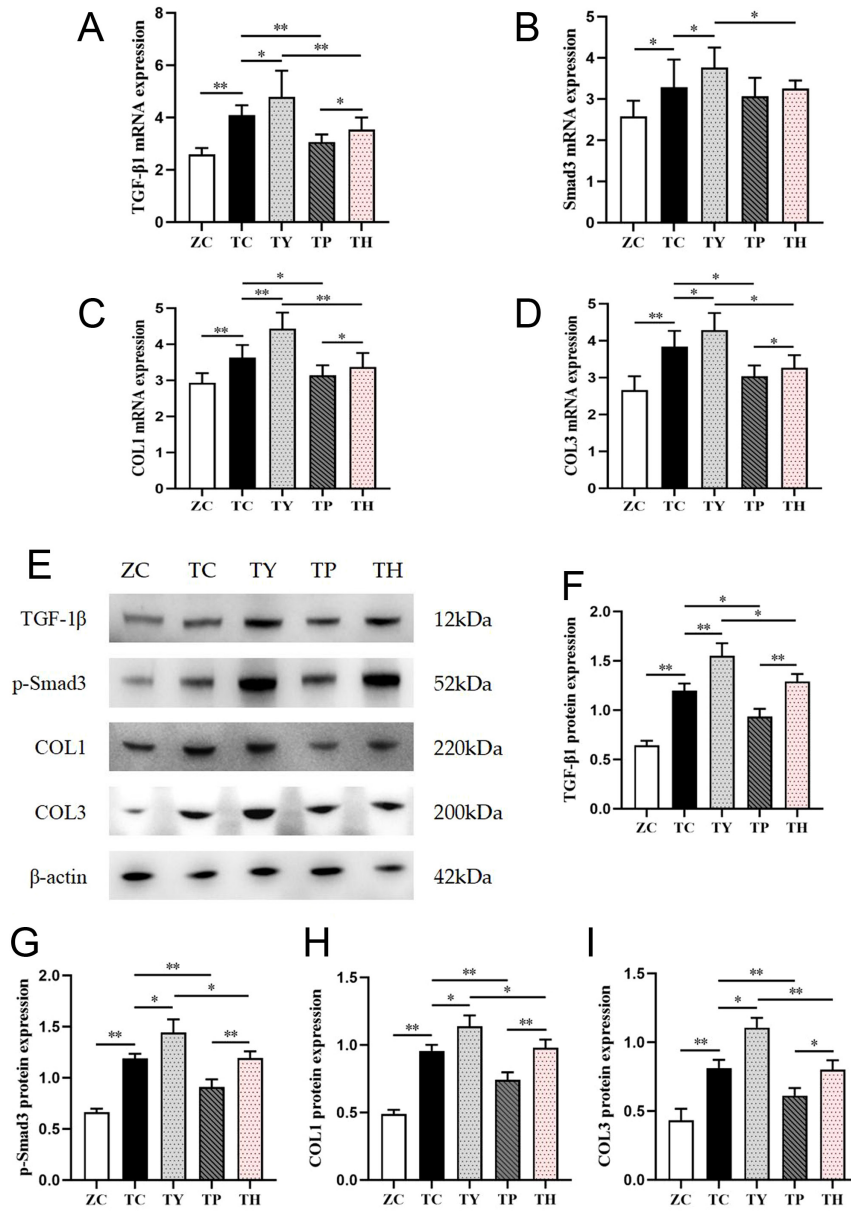 A
TGF-β1 mRNA expression
8
6
4
2
0
**
*
**
**
*
ZC TC TY TP TH
B
Smad3 mRNA expression
5
4
3
2
1
0
*
*
*
ZC TC TY TP TH
C
COL1 mRNA expression
5
4
3
2
1
0
*
**
**
**
*
ZC TC TY TP TH
D
COL3 mRNA expression
5
4
3
2
1
0
*
*
*
**
*
ZC TC TY TP TH
E
ZC TC TY TP TH
TGF-1β 12kDa
p-Smad3 52kDa
COL1 220kDa
COL3 200kDa
β-actin 42kDa
F
TGF-β1 protein expression
2.0
1.5
1.0
0.5
0.0
*
**
*
**
**
ZC TC TY TP TH
G
p-Smad3 protein expression
2.0
1.5
1.0
0.5
0.0
**
*
*
**
**
ZC TC TY TP TH
H
COL1 protein expression
1.5
1.0
0.5
0.0
**
*
*
**
**
ZC TC TY TP TH
I
COL3 protein expression
1.5
1.0
0.5
0.0
**
*
**
**
*
ZC TC TY TP TH